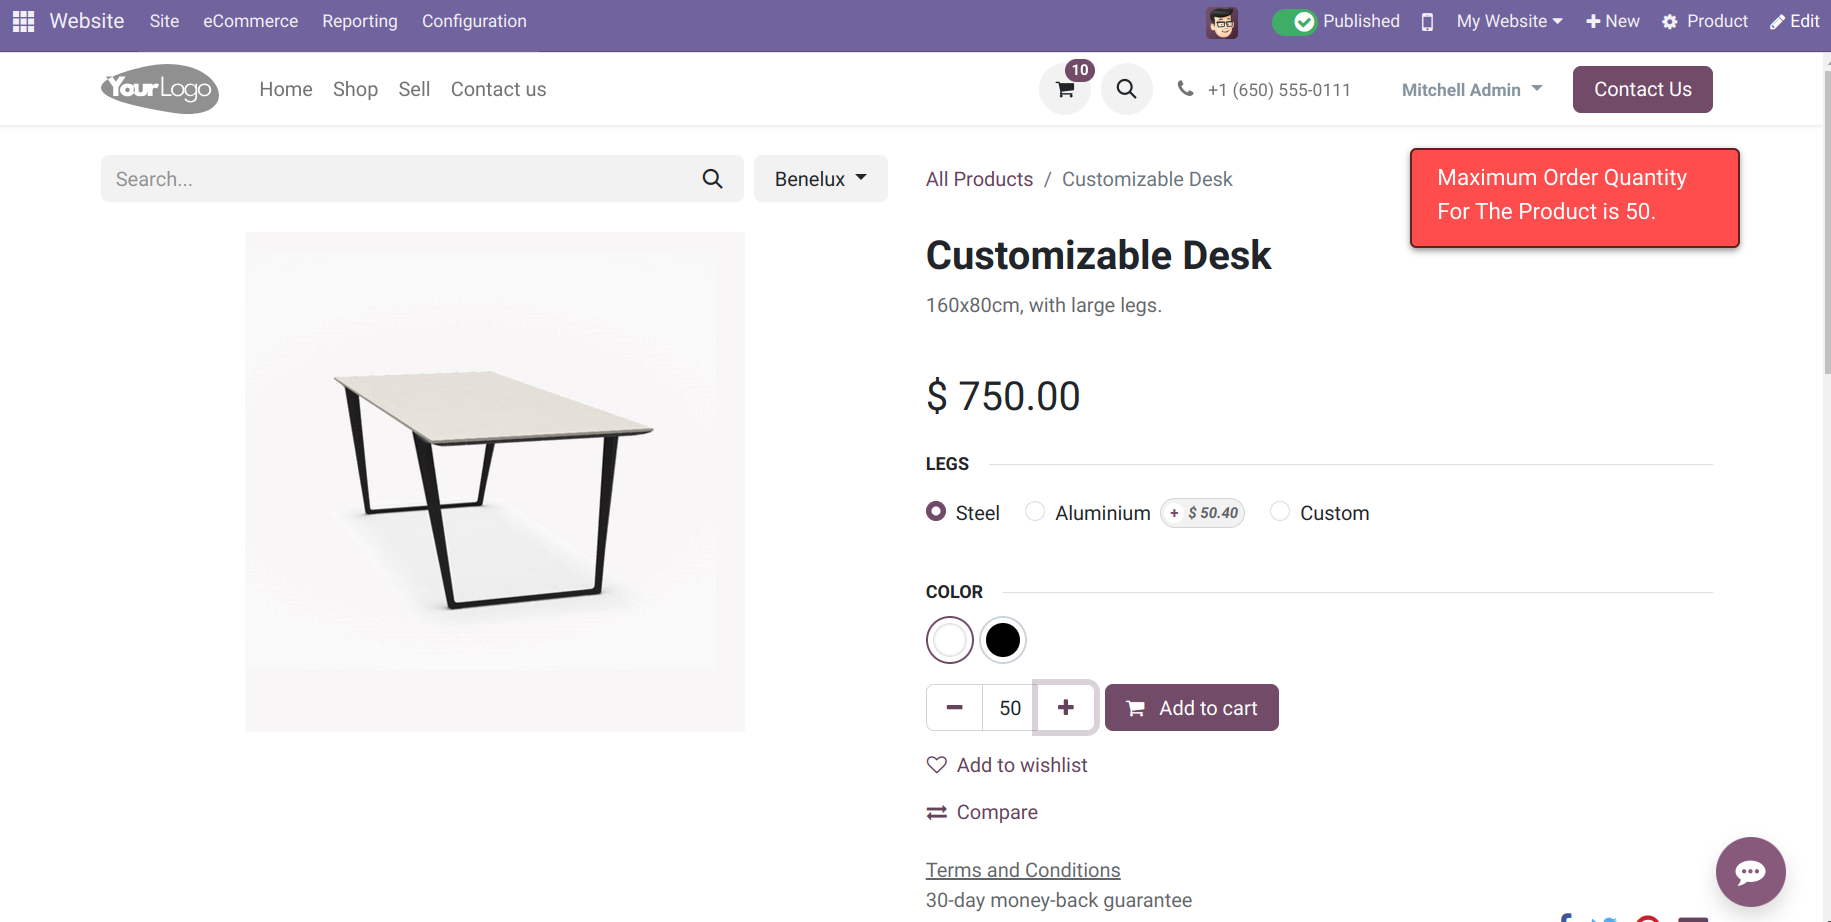 Website Site eCommerce Reporting Configuration Published My Website New Product Edit
YourLogo Home Shop Sell Contact us 10 +1 (650) 555-0111 Mitchell Admin Contact Us
Search... Benelux All Products / Customizable Desk
Maximum Order Quantity
For The Product is 50.
Customizable Desk
160x80cm, with large legs.
$ 750.00
LEGS
Steel Aluminium + $ 50.40 Custom
COLOR
50 Add to cart
Add to wishlist
Compare
Terms and Conditions
30-day money-back guarantee